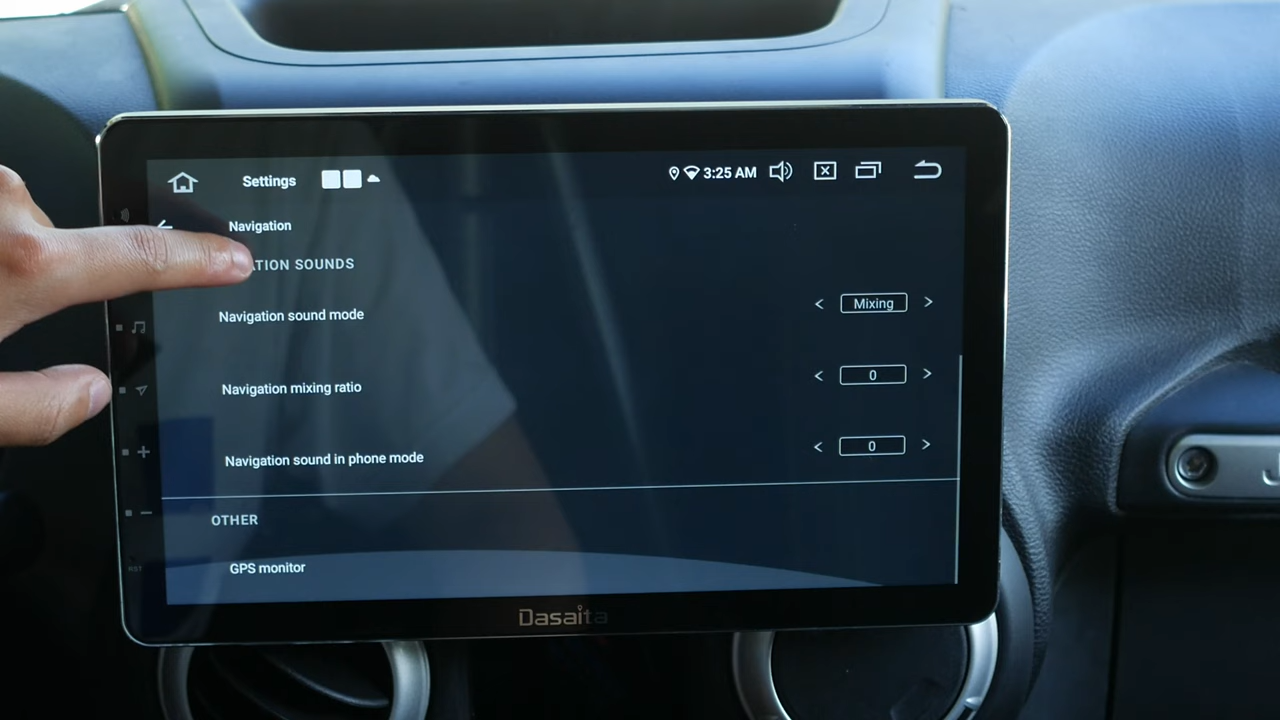 Settings
3:25 AM
Navigation
ATION SOUNDS
Navigation sound mode
< Mixing >
Navigation mixing ratio
< 0 >
Navigation sound in phone mode
< 0 >
OTHER
GPS monitor
RST
Dasaita